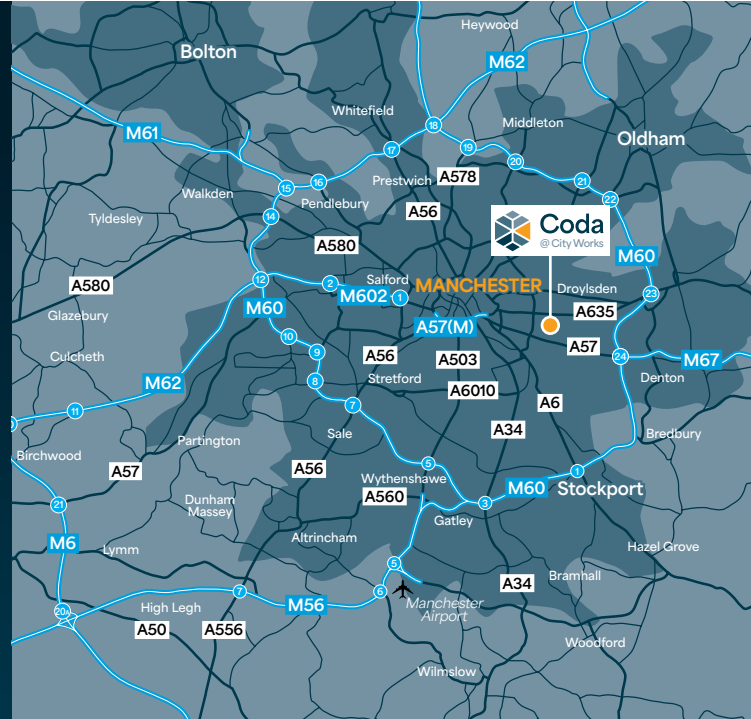 Heywood
Bolton
M62
Whitefield
M61
18
Middleton
Oldham
17
19
20
Prestwich
A578
16
15
21
Walkden
Pendlebury
22
A56
14
Tyldesley
Coda
@ City Works
A580
M60
12
2
Salford
MANCHESTER
A580
M602
1
Droylsden
23
M60
A635
Glazebury
A57(M)
10
A57
Culcheth
9
A56
A503
24
M67
M62
8
Stretford
Denton
A6010
7
A6
11
A34
Sale
Bredbury
Partington
Birchwood
A57
A56
5
1
Wythenshawe
M60
Stockport
21
Dunham
Massey
A560
3
Gatley
M6
Altrincham
Lymm
Hazel Grove
5
Bramhall
A34
7
6
M56
Manchester
Airport
20A
High Legh
A50
A556
Woodford
Wilmslow